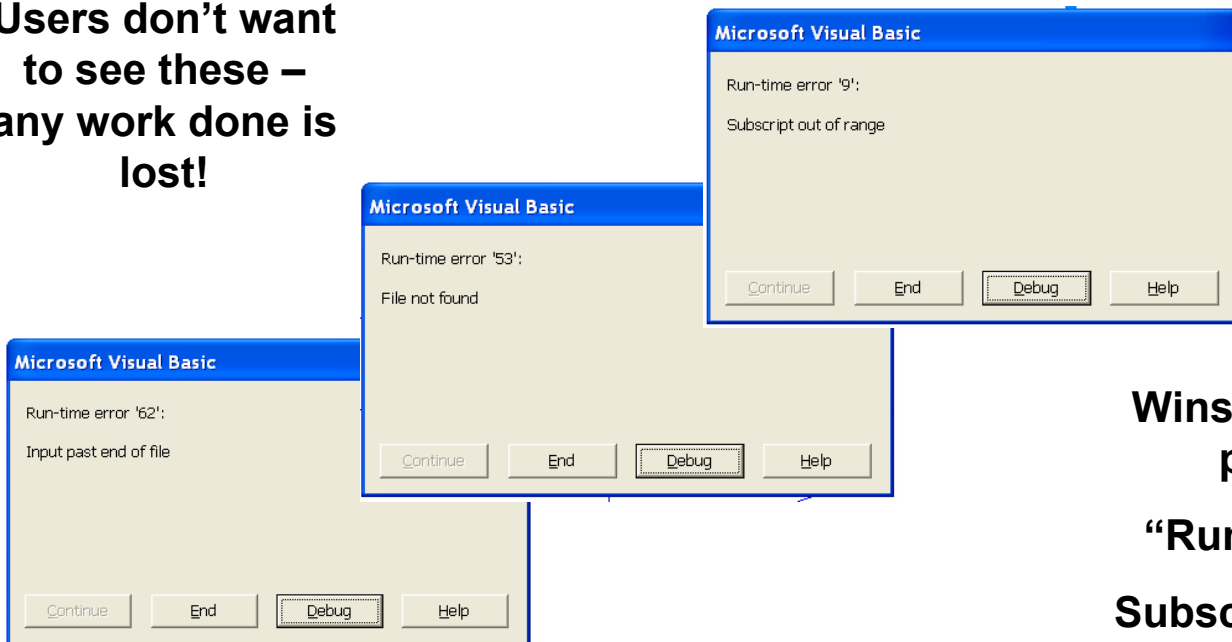 Users don’t want
to see these –
any work done is
lost!
Microsoft Visual Basic
Run-time error '9':
Subscript out of range
Continue End Debug Help
Microsoft Visual Basic
Run-time error '53':
File not found
Continue End Debug Help
Microsoft Visual Basic
Run-time error '62':
Input past end of file
Continue End Debug Help